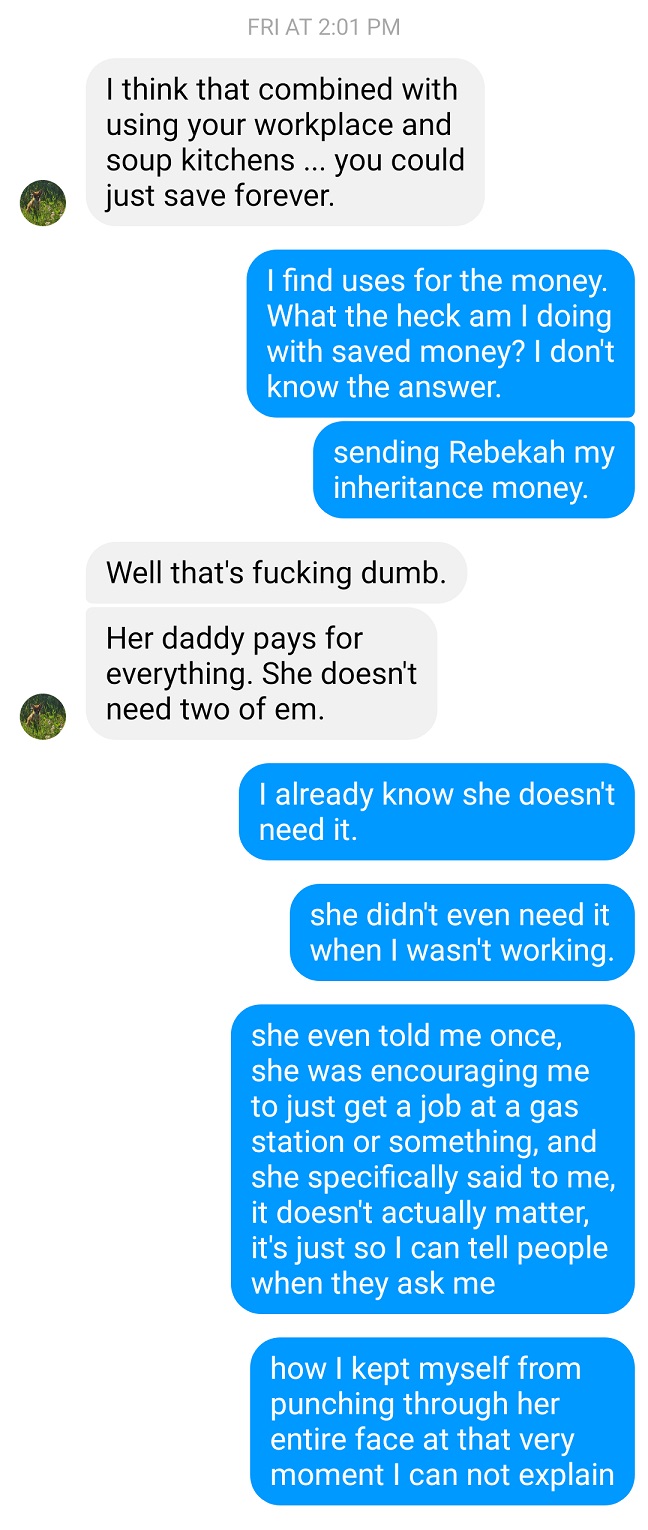 FRI AT 2:01 PM
I think that combined with
using your workplace and
soup kitchens ... you could
just save forever.
I find uses for the money.
What the heck am I doing
with saved money? I don't
know the answer.
sending Rebekah my
inheritance money.
Well that's fucking dumb.
Her daddy pays for
everything. She doesn't
need two of em.
I already know she doesn't
need it.
she didn't even need it
when I wasn't working.
she even told me once,
she was encouraging me
to just get a job at a gas
station or something, and
she specifically said to me,
it doesn't actually matter,
it's just so I can tell people
when they ask me
how I kept myself from
punching through her
entire face at that very
moment I can not explain